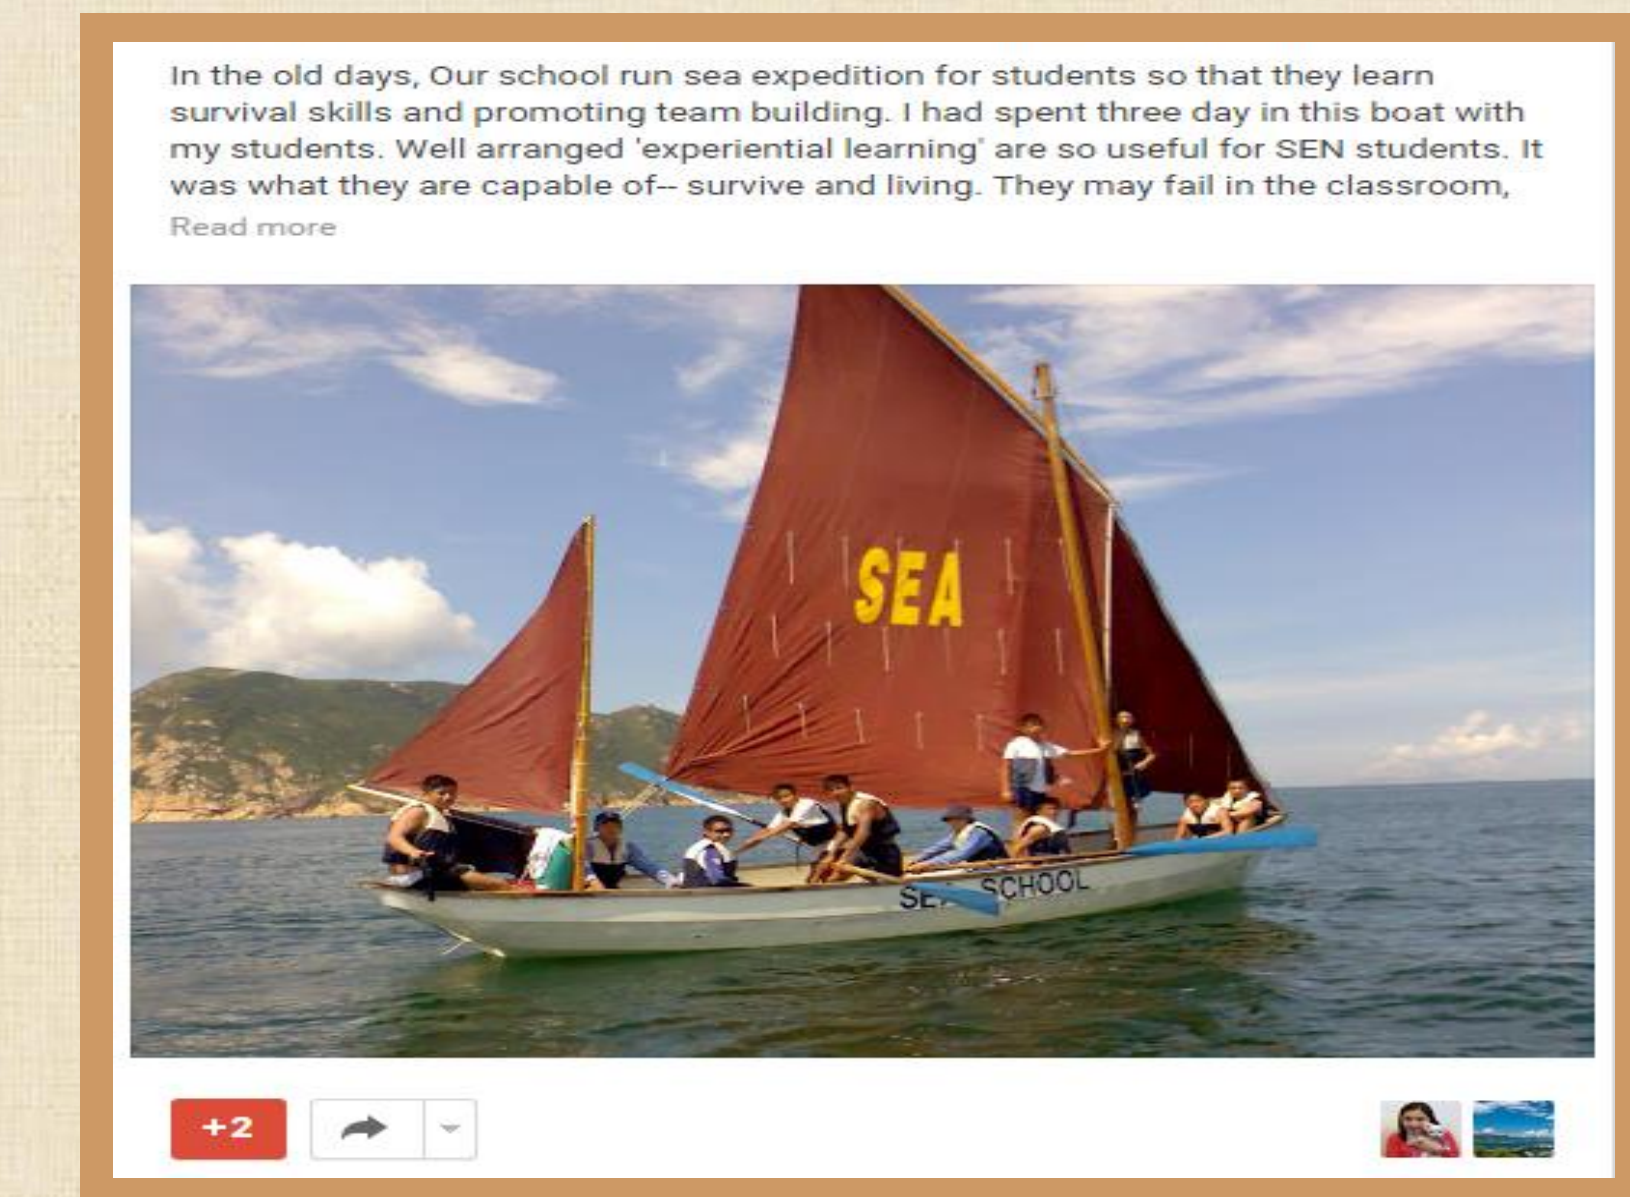 In the old days, Our school run sea expedition for students so that they learn
survival skills and promoting team building. I had spent three day in this boat with
my students. Well arranged 'experiential learning' are so useful for SEN students. It
was what they are capable of-- survive and living. They may fail in the classroom,
Read more
SEA
SCHOOL
+2